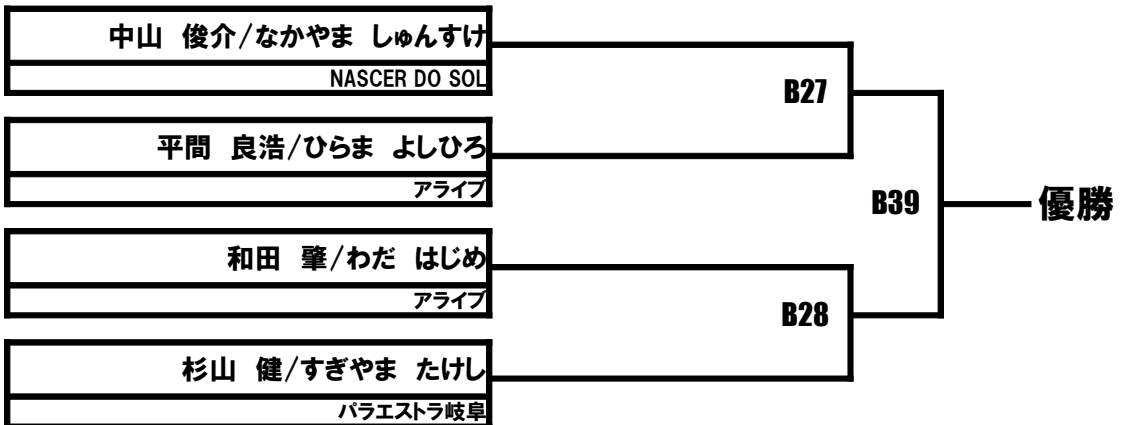 中山　俊介/なかやま しゅんすけ
NASCER DO SOL
B27
平間　良浩/ひらま よしひろ
アライブ
B39
優勝
和田　肇/わだ はじめ
アライブ
B28
杉山　健/すぎやま たけし
パラエストラ岐阜